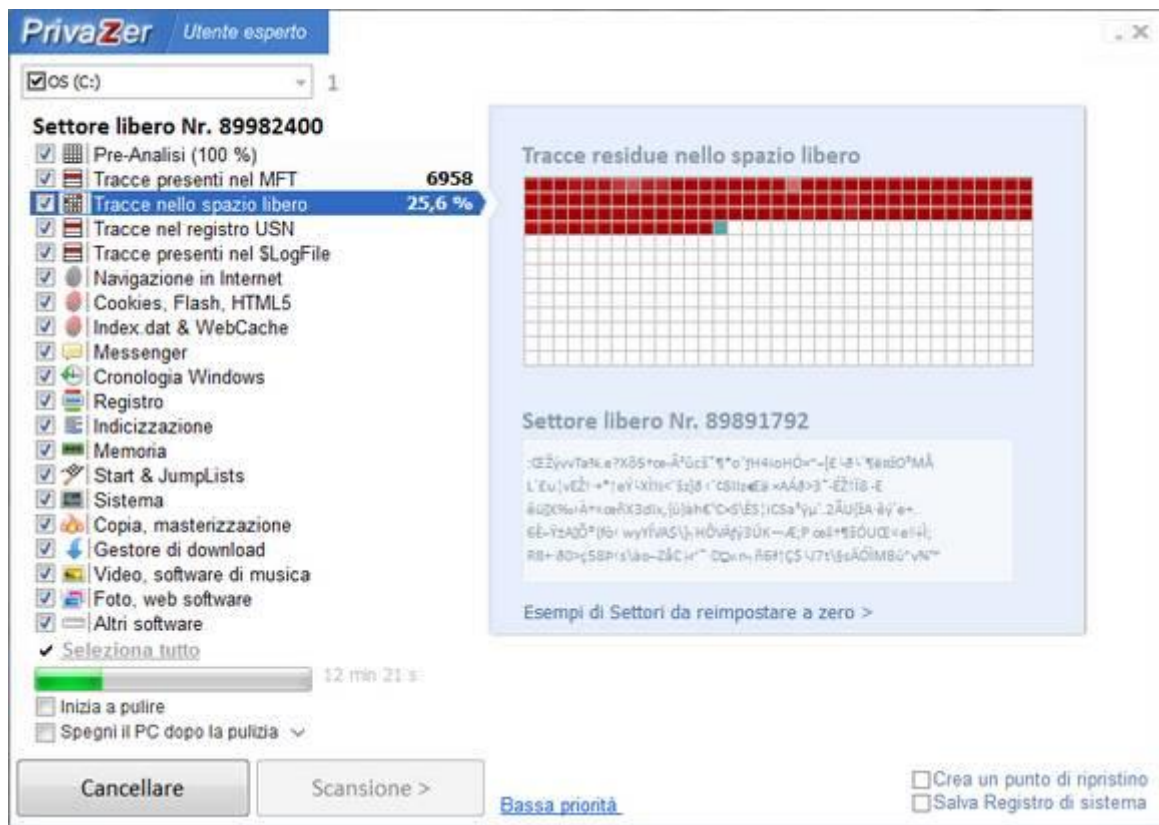 PrivaZer Utente esperto
OS (C:) 1
Settore libero Nr. 89982400
Pre-Analisi (100 %)
Tracce presenti nel MFT 6958
Tracce nello spazio libero 25,6 %
Tracce nel registro USN
Tracce presenti nel $LogFile
Navigazione in Internet
Cookies, Flash, HTML5
Index.dat & WebCache
Messenger
Cronologia Windows
Registro
Indicizzazione
Memoria
Start & JumpLists
Sistema
Copia, masterizzazione
Gestore di download
Video, software di musica
Foto, web software
Altri software
Seleziona tutto
12 min 21 s
Inizia a pulire
Spegni il PC dopo la pulizia
Cancellare
Scansione >
Bassa priorità
Tracce residue nello spazio libero
Settore libero Nr. 89891792
Esempi di Settori da reimpostare a zero >
Crea un punto di ripristino
Salva Registro di sistema